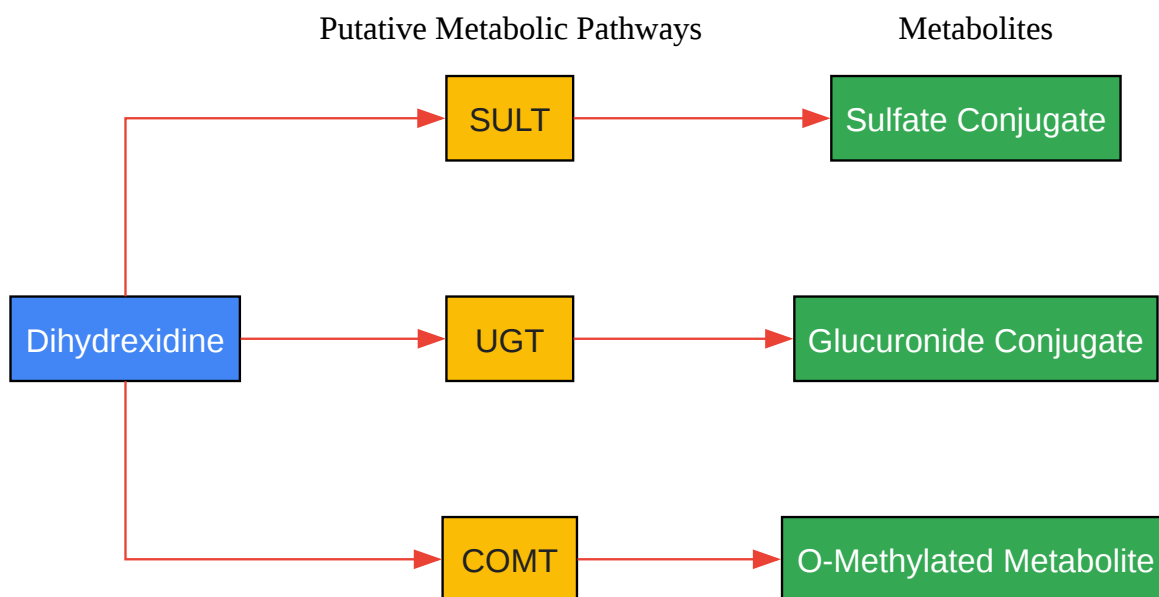 Putative Metabolic Pathways
Metabolites
SULT
Sulfate Conjugate
Dihydrexidine
UGT
Glucuronide Conjugate
COMT
O-Methylated Metabolite